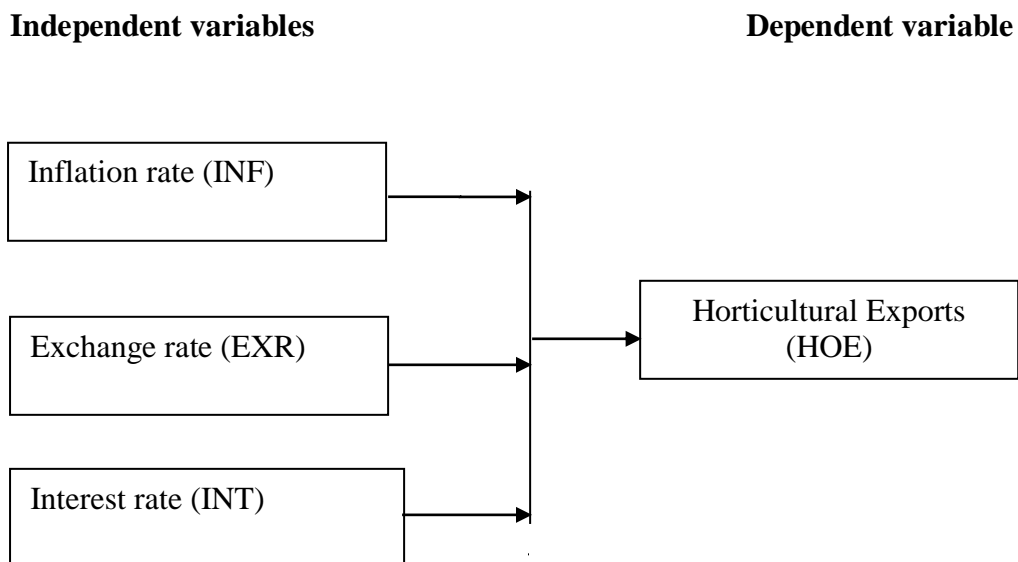 Independent variables Dependent variable
Inflation rate (INF)
Exchange rate (EXR)
Horticultural Exports
(HOE)
Interest rate (INT)